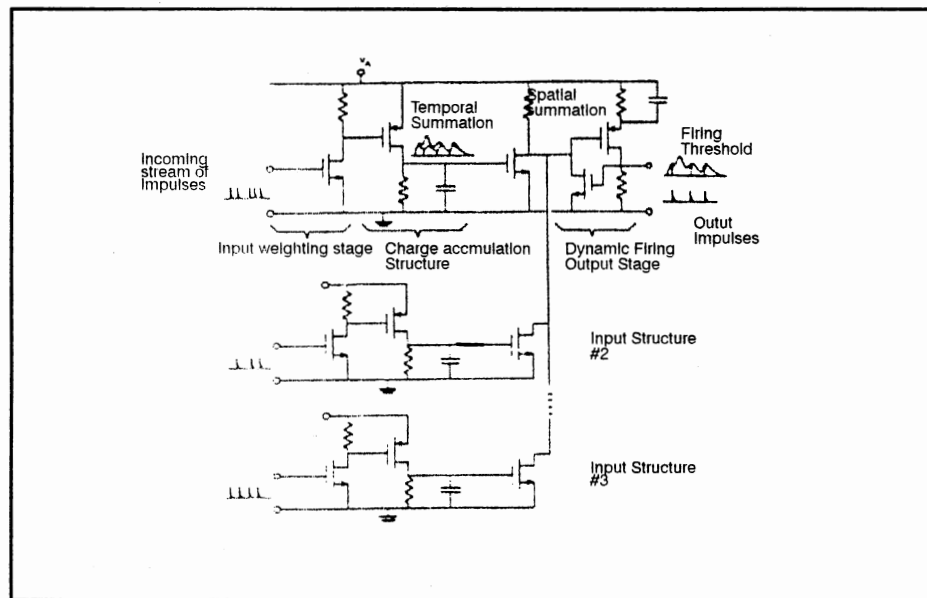 VA
Temporal
Summation
Spatial
Summation
Firing
Threshold
Incoming
stream of
Impulses
Outut
Impulses
Input weighting stage
Charge accmulation
Structure
Dynamic Firing
Output Stage
Input Structure
#2
Input Structure
#3